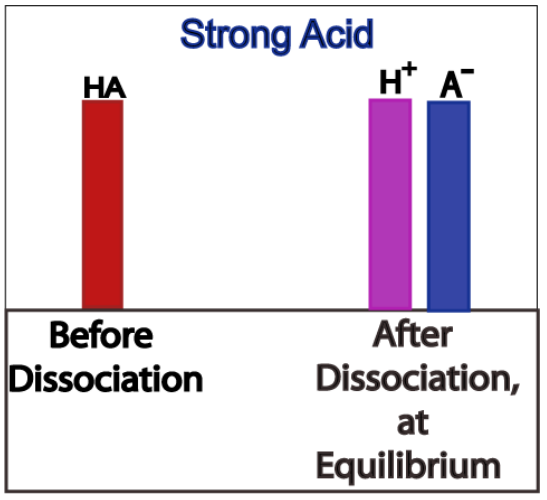 Strong Acid
HA
H⁺
A⁻
Before
Dissociation
After
Dissociation,
at
Equilibrium